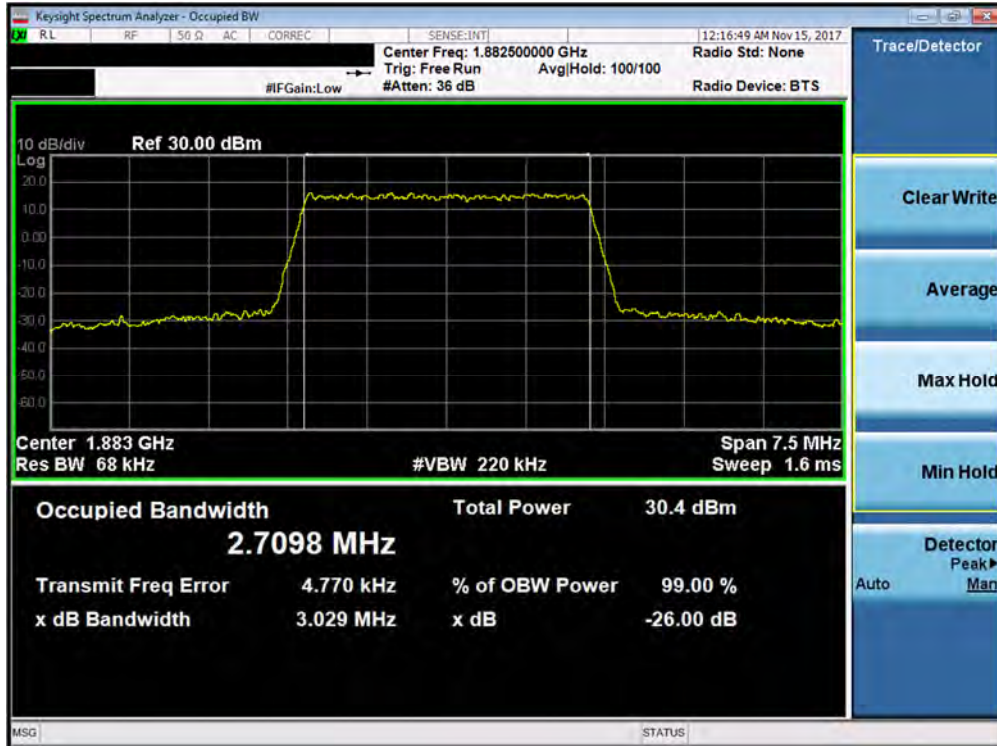 Keysight Spectrum Analyzer - Occupied BW
LXI RL RF 50 Ω AC CORREC SENSE:INT 12:16:49 AM Nov 15, 2017
Center Freq: 1.882500000 GHz Radio Std: None
Trig: Free Run Avg|Hold: 100/100
#IFGain:Low #Atten: 36 dB Radio Device: BTS
10 dB/div Ref 30.00 dBm
Log
20.0
10.0
0.00
-10.0
-20.0
-30.0
-40.0
-50.0
-60.0
Center 1.883 GHz Span 7.5 MHz
Res BW 68 kHz #VBW 220 kHz Sweep 1.6 ms
Occupied Bandwidth Total Power 30.4 dBm
2.7098 MHz
Transmit Freq Error 4.770 kHz % of OBW Power 99.00 %
x dB Bandwidth 3.029 MHz x dB -26.00 dB
MSG STATUS
Trace/Detector
Clear Write
Average
Max Hold
Min Hold
Detector
Peak▶
Auto Man